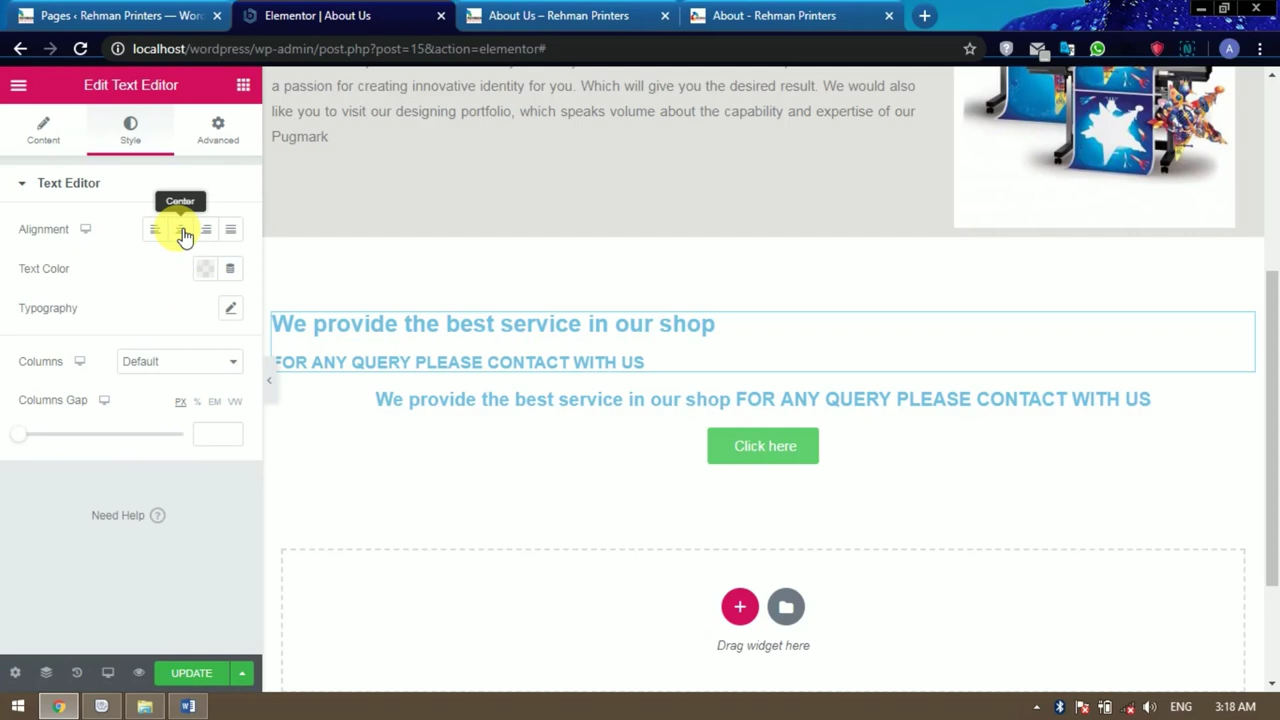 Pages ‹ Rehman Printers — Word
Elementor | About Us
About Us – Rehman Printers
About - Rehman Printers
localhost/wordpress/wp-admin/post.php?post=15&action=elementor#
A
Edit Text Editor
Content
Style
Advanced
Text Editor
Center
Alignment
Text Color
Typography
Columns
Default
Columns Gap
PX % EM VW
Need Help ?
UPDATE
a passion for creating innovative identity for you. Which will give you the desired result. We would also
like you to visit our designing portfolio, which speaks volume about the capability and expertise of our
Pugmark
We provide the best service in our shop
FOR ANY QUERY PLEASE CONTACT WITH US
We provide the best service in our shop FOR ANY QUERY PLEASE CONTACT WITH US
Click here
Drag widget here
ENG
3:18 AM